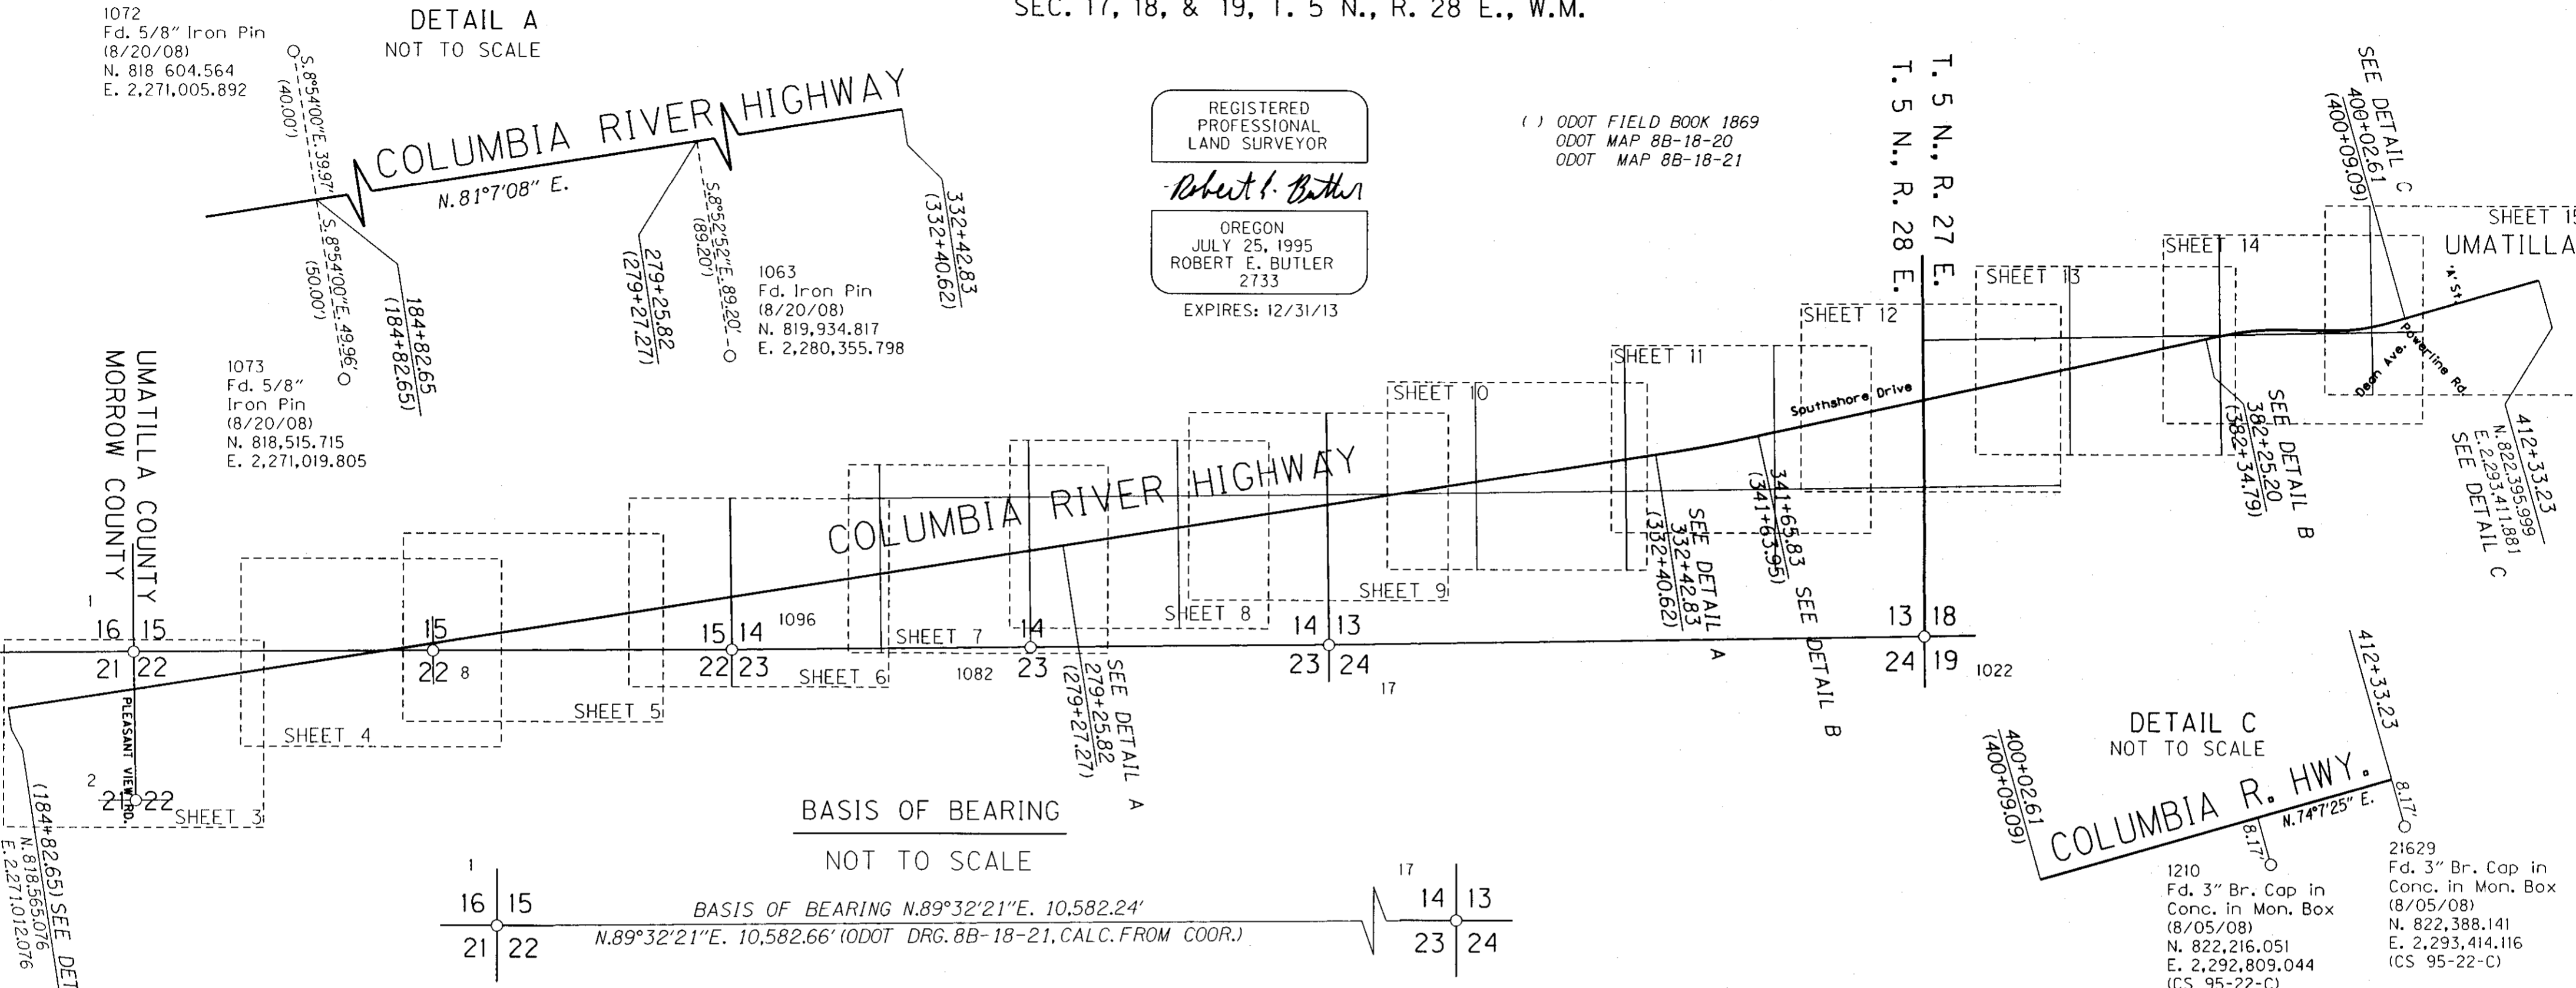 SEC. 17, 18, & 19, T. 5 N., R. 28 E., W.M.
1072
Fd. 5/8" Iron Pin
(8/20/08)
N. 818 604.564
E. 2,271,005.892
DETAIL A
NOT TO SCALE
S. 8°54'00"E. 39.97'
(40.00')
COLUMBIA RIVER HIGHWAY
N. 81°7'08" E.
S. 8°54'00"E. 49.96'
(50.00')
184+82.65
(184+82.65)
279+25.82
(279+27.27)
S. 8°52'52"E. 89.20'
(89.20')
332+42.83
(332+40.62)
1063
Fd. Iron Pin
(8/20/08)
N. 819,934.817
E. 2,280,355.798
1073
Fd. 5/8"
Iron Pin
(8/20/08)
N. 818,515.715
E. 2,271,019.805
REGISTERED
PROFESSIONAL
LAND SURVEYOR
Robert E. Butler
OREGON
JULY 25, 1995
ROBERT E. BUTLER
2733
EXPIRES: 12/31/13
( ) ODOT FIELD BOOK 1869
ODOT MAP 8B-18-20
ODOT MAP 8B-18-21
T. 5 N., R. 27 E.
T. 5 N., R. 28 E.
SEE DETAIL C
400+02.61
(400+09.09)
SHEET 15
UMATILLA
SHEET 14
SHEET 13
SHEET 12
SHEET 11
SHEET 10
'A' St.
Dean Ave.
Powerline Rd.
Southshore Drive
412+33.23
N. 822,395.999
E. 2,293,411.881
SEE DETAIL C
SEE DETAIL B
382+25.20
(382+34.79)
341+65.83 SEE DETAIL B
(341+63.95)
SEE DETAIL A
332+42.83
(332+40.62)
COLUMBIA RIVER HIGHWAY
UMATILLA COUNTY
MORROW COUNTY
1
16 15
21 22
15
22 8
15 14
22 23
1096
14
23
1082
14 13
23 24
17
13 18
24 19
1022
SHEET 9
SHEET 8
SHEET 7
SHEET 6
SHEET 5
SHEET 4
SHEET 3
PLEASANT VIEW RD.
2
21 22
(184+82.65) SEE DET
N. 818,565.076
E. 2,271,012.076
SEE DETAIL A
279+25.82
(279+27.27)
BASIS OF BEARING
NOT TO SCALE
1
16 15
21 22
BASIS OF BEARING N.89°32'21"E. 10,582.24'
N.89°32'21"E. 10,582.66' (ODOT DRG. 8B-18-21, CALC. FROM COOR.)
17
14 13
23 24
DETAIL C
NOT TO SCALE
400+02.61
(400+09.09)
COLUMBIA R. HWY.
N. 74°7'25" E.
412+33.23
8.17'
8.17'
1210
Fd. 3" Br. Cap in
Conc. in Mon. Box
(8/05/08)
N. 822,216.051
E. 2,292,809.044
(CS 95-22-C)
21629
Fd. 3" Br. Cap in
Conc. in Mon. Box
(8/05/08)
N. 822,388.141
E. 2,293,414.116
(CS 95-22-C)